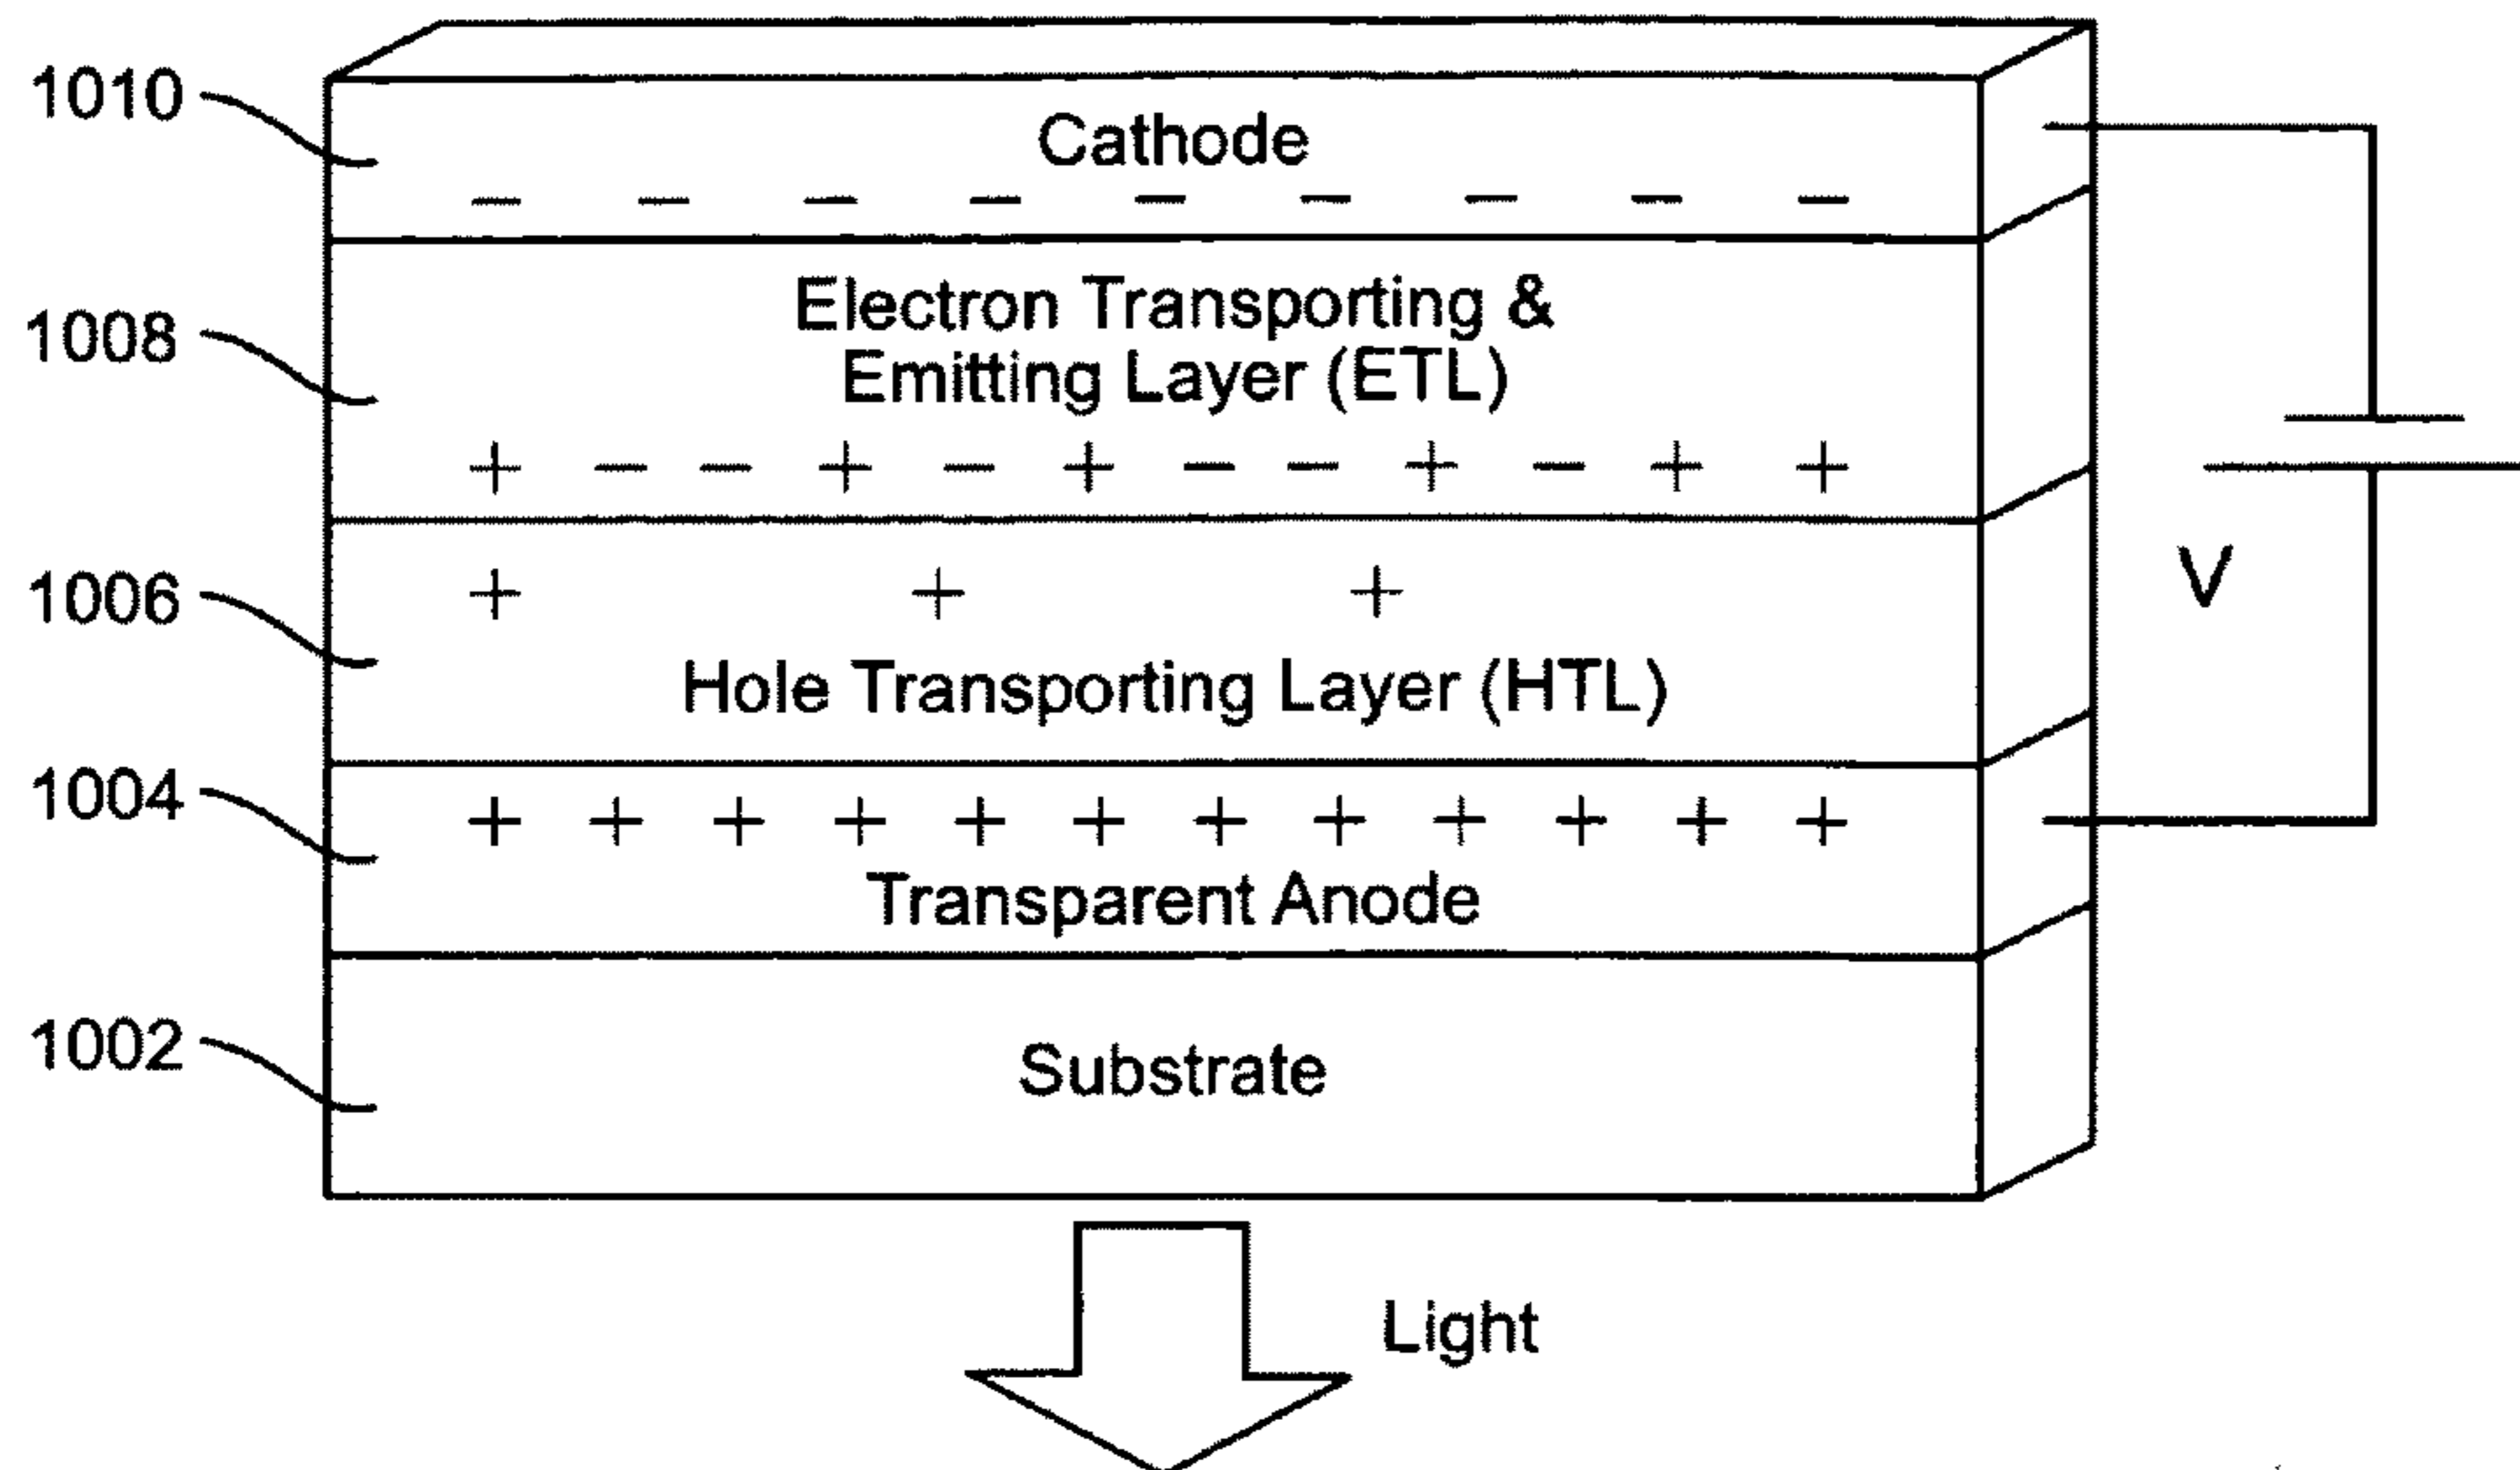 1010
Cathode
- - - - - - - - -
1008
Electron Transporting &
Emitting Layer (ETL)
+ - - + - + - - + - + +
1006
+ + +
V
Hole Transporting Layer (HTL)
1004
+ + + + + + + + + + + +
Transparent Anode
1002
Substrate
Light